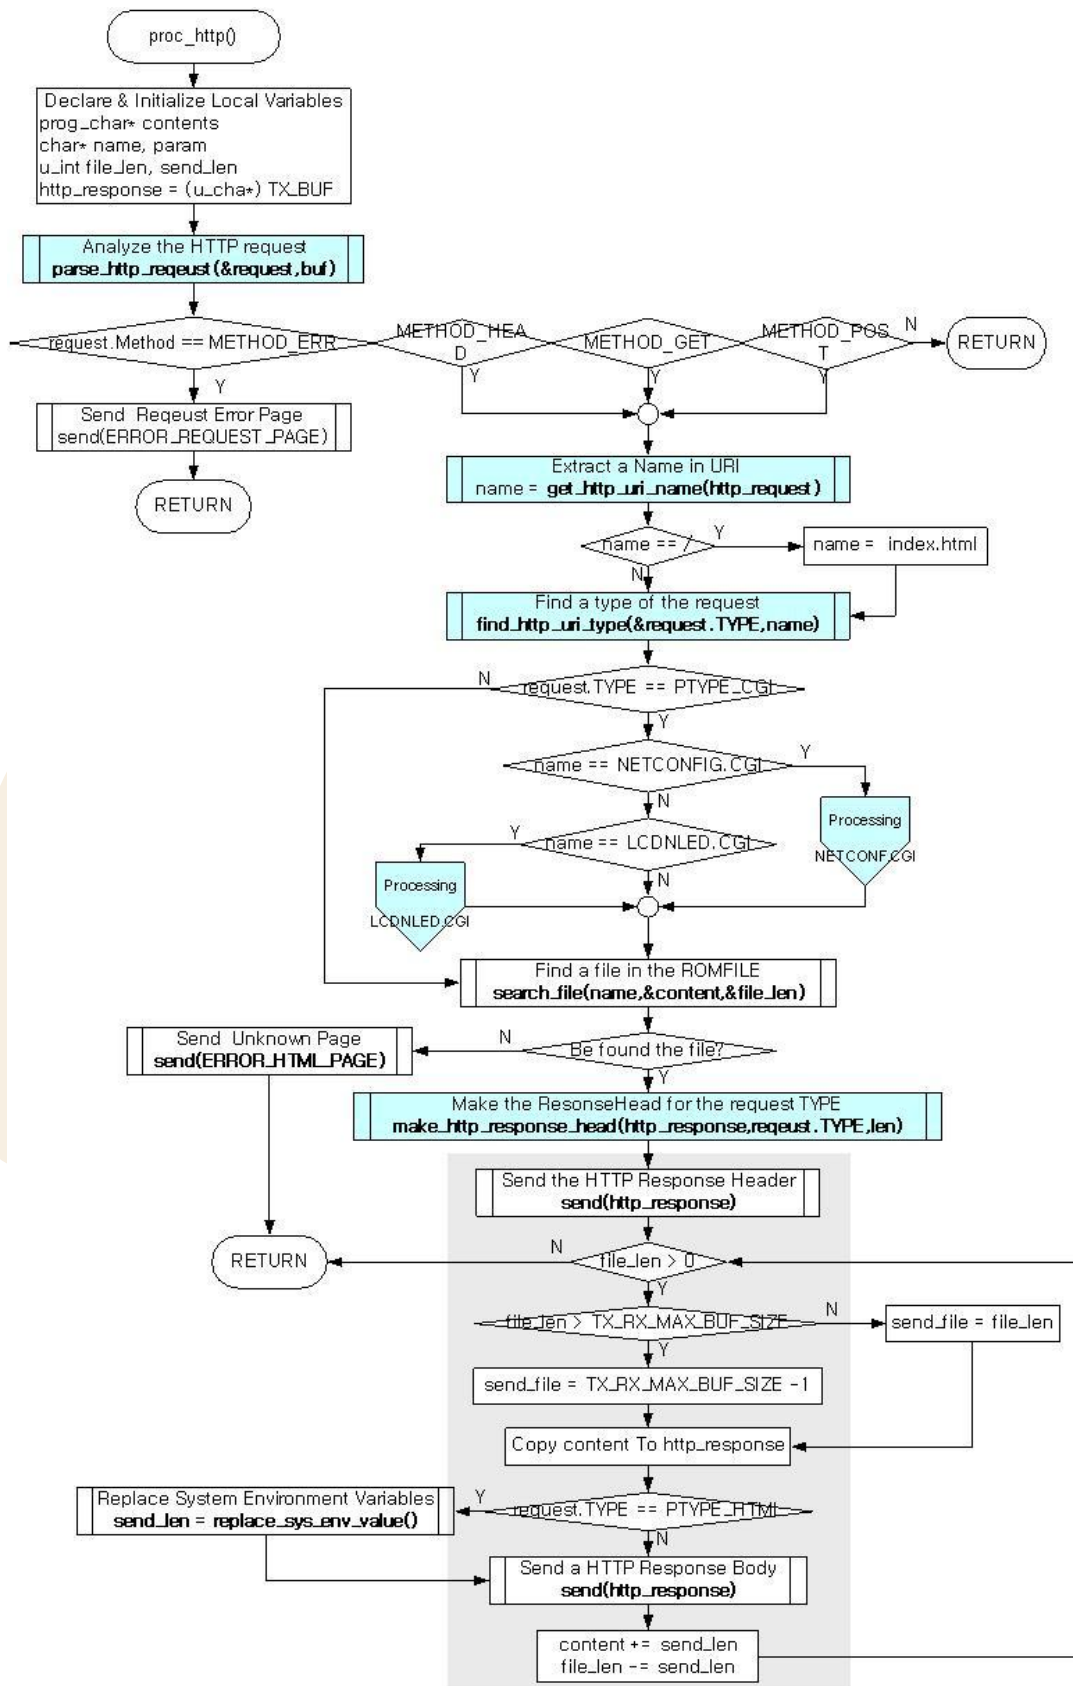 proc_http()
Declare & Initialize Local Variables
prog_char* contents
char* name, param
u_int file_len, send_len
http_response = (u_cha*) TX_BUF
Analyze the HTTP request
parse_http_reqeust(&request,buf)
request.Method == METHOD_ERR
METHOD_HEA
D
METHOD_GET
METHOD_POS
T
N
RETURN
Y
Y
Y
Y
Send Reqeust Error Page
send(ERROR_REQUEST_PAGE)
RETURN
Extract a Name in URI
name = get_http_uri_name(http_request)
name == /
Y
name = index.html
N
Find a type of the request
find_http_uri_type(&request.TYPE,name)
N
request.TYPE == PTYPE_CGI
Y
name == NETCONFIG.CGI
Y
N
Processing
NETCONF.CGI
Y
name == LCDNLED.CGI
N
Processing
LCDNLED.CGI
Find a file in the ROMFILE
search_file(name,&content,&file_len)
Send Unknown Page
send(ERROR_HTML_PAGE)
N
Be found the file?
Y
Make the ResonseHead for the request TYPE
make_http_response_head(http_response,reqeust.TYPE,len)
Send the HTTP Response Header
send(http_response)
RETURN
N
file_len > 0
Y
file_len > TX_RX_MAX_BUF_SIZE
N
send_file = file_len
Y
send_file = TX_RX_MAX_BUF_SIZE -1
Copy content To http_response
Replace System Environment Variables
send_len = replace_sys_env_value()
Y
request.TYPE == PTYPE_HTML
N
Send a HTTP Response Body
send(http_response)
content += send_len
file_len -= send_len